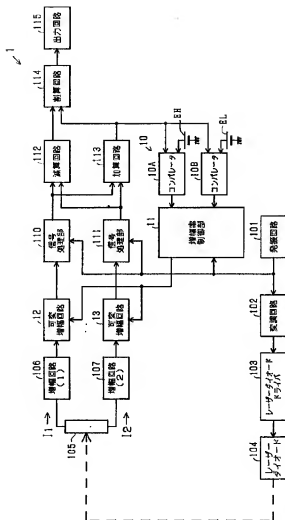 1
115
出力回路
114
割算回路
112
減算回路
113
加算回路
10
10A
コンパレータ
EH
10B
コンパレータ
EL
110
信号
処理部
111
信号
処理部
11
増幅率
制御部
101
発振回路
12
可変
増幅回路
13
可変
増幅回路
102
変調回路
106
増幅回路
(1)
107
増幅回路
(2)
103
レーザーダイオード
ドライバ
I1
I2
105
104
レーザー
ダイオード